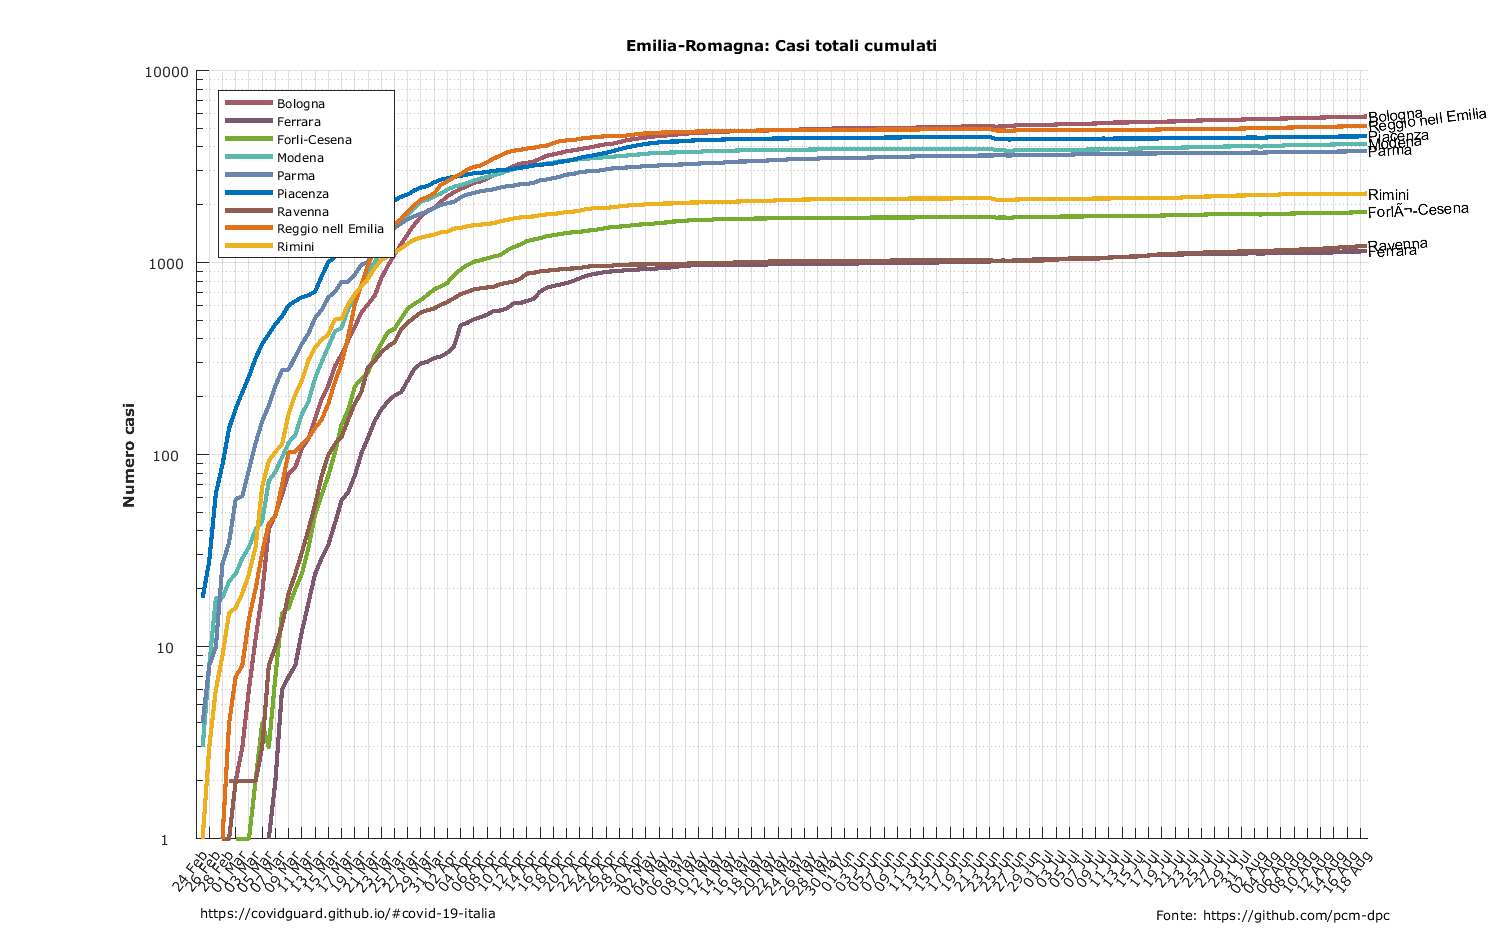 Emilia-Romagna: Casi totali cumulati
10000
1000
100
10
1
Numero casi
Bologna
Ferrara
Forlì-Cesena
Modena
Parma
Piacenza
Ravenna
Reggio nell Emilia
Rimini
Bologna
Reggio nell Emilia
Piacenza
Modena
Parma
Rimini
ForlÃ¬-Cesena
Ravenna
Ferrara
24 Feb
26 Feb
28 Feb
01 Mar
03 Mar
05 Mar
07 Mar
09 Mar
11 Mar
13 Mar
17 Mar
19 Mar
21 Mar
23 Mar
25 Mar
27 Mar
29 Mar
31 Mar
02 Apr
04 Apr
06 Apr
08 Apr
10 Apr
12 Apr
14 Apr
16 Apr
18 Apr
20 Apr
22 Apr
24 Apr
26 Apr
28 Apr
30 Apr
02 May
04 May
06 May
08 May
10 May
12 May
14 May
16 May
18 May
20 May
22 May
24 May
26 May
28 May
30 May
01 Jun
03 Jun
05 Jun
07 Jun
09 Jun
11 Jun
13 Jun
15 Jun
17 Jun
19 Jun
21 Jun
23 Jun
25 Jun
27 Jun
29 Jun
01 Jul
03 Jul
05 Jul
07 Jul
09 Jul
11 Jul
13 Jul
15 Jul
17 Jul
19 Jul
21 Jul
23 Jul
25 Jul
27 Jul
29 Jul
31 Jul
02 Aug
04 Aug
06 Aug
08 Aug
10 Aug
12 Aug
14 Aug
16 Aug
18 Aug
https://covidguard.github.io/#covid-19-italia
Fonte: https://github.com/pcm-dpc